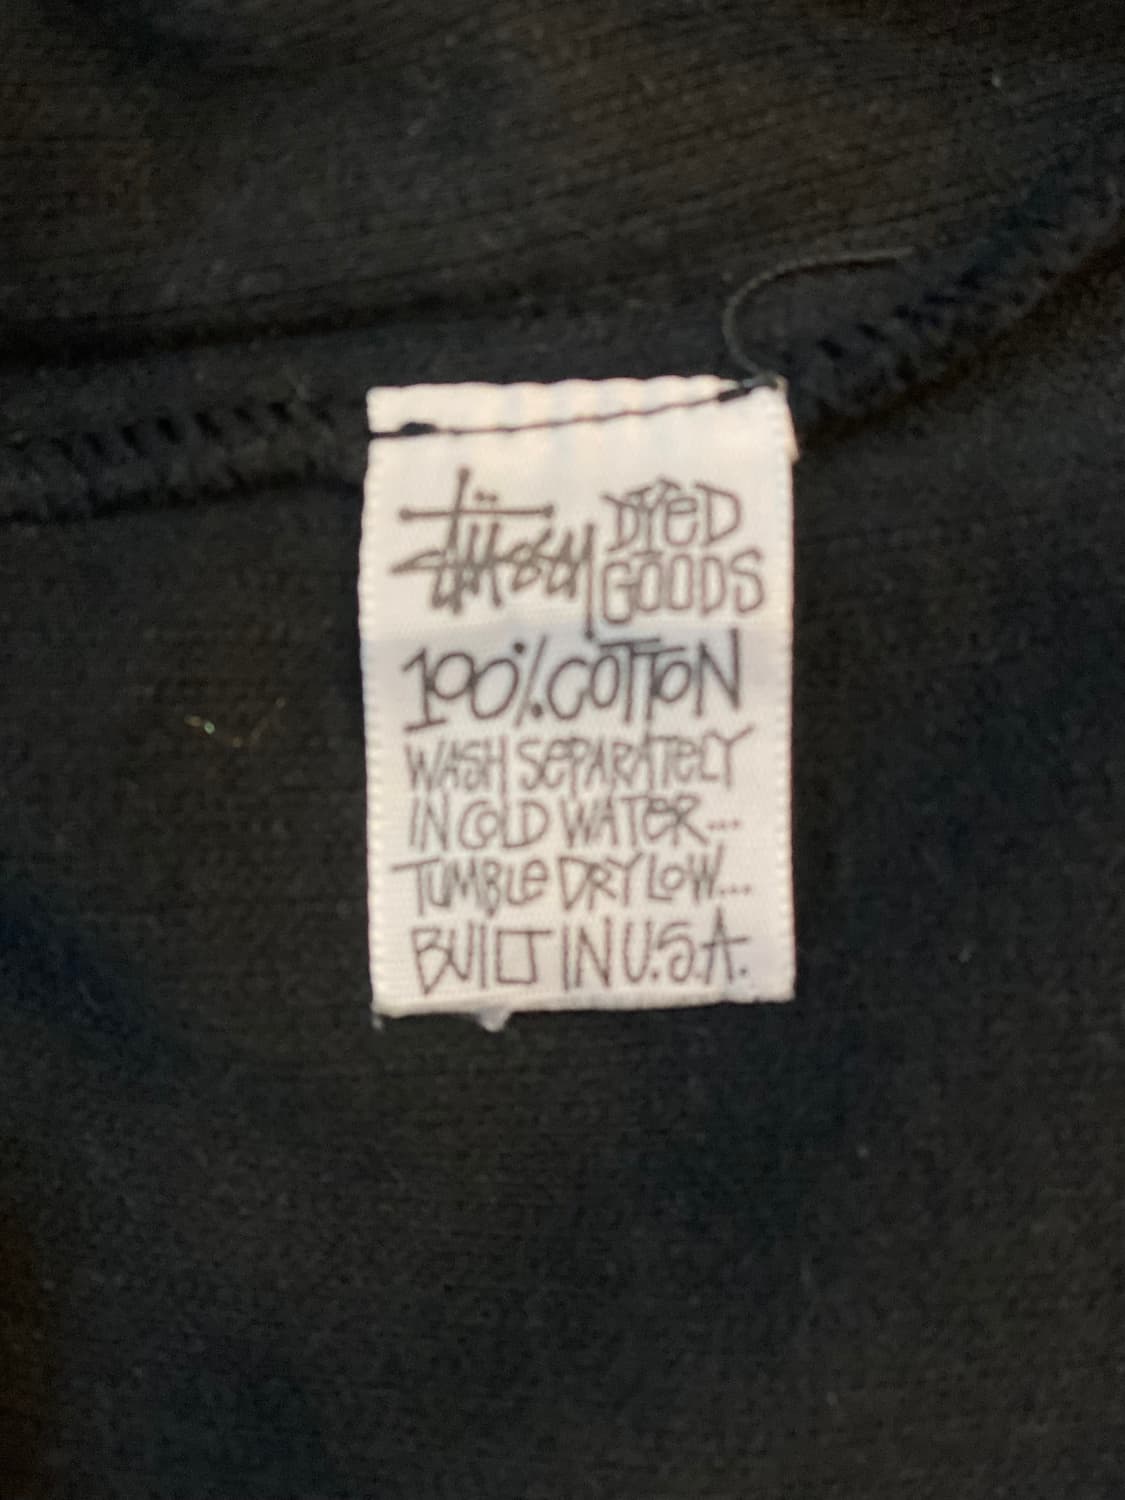 Stüssy DYED
GOODS
100% COTTON
WASH SEPARATELY
IN COLD WATER...
TUMBLE DRY LOW...
BUILT IN U.S.A.